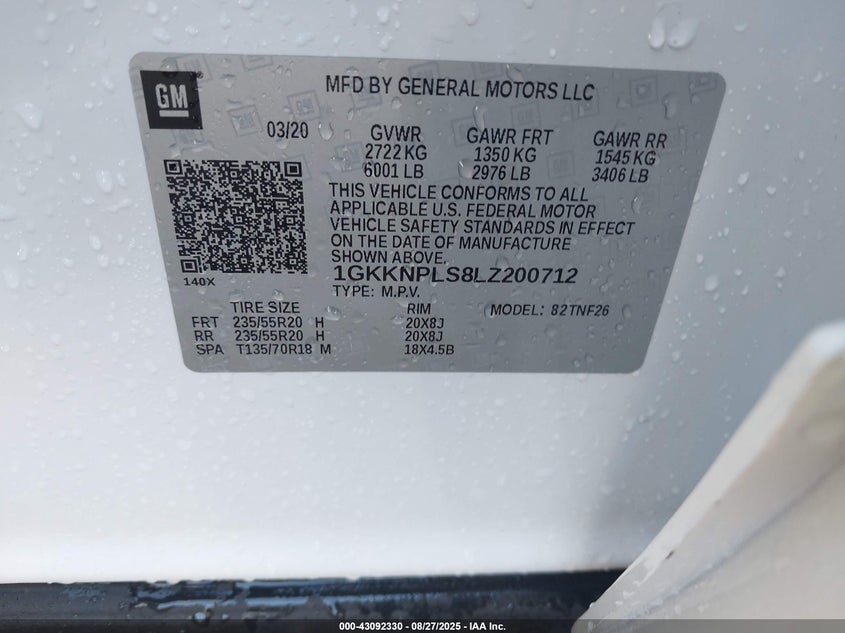 GM
MFD BY GENERAL MOTORS LLC
03/20 GVWR GAWR FRT GAWR RR
2722 KG 1350 KG 1545 KG
6001 LB 2976 LB 3406 LB
THIS VEHICLE CONFORMS TO ALL
APPLICABLE U.S. FEDERAL MOTOR
VEHICLE SAFETY STANDARDS IN EFFECT
ON THE DATE OF MANUFACTURE
SHOWN ABOVE.
140X
1GKKNPLS8LZ200712
TYPE: M.P.V.
TIRE SIZE RIM MODEL: 82TNF26
FRT 235/55R20 H 20X8J
RR 235/55R20 H 20X8J
SPA T135/70R18 M 18X4.5B
000-43092330 - 08/27/2025 - IAA Inc.